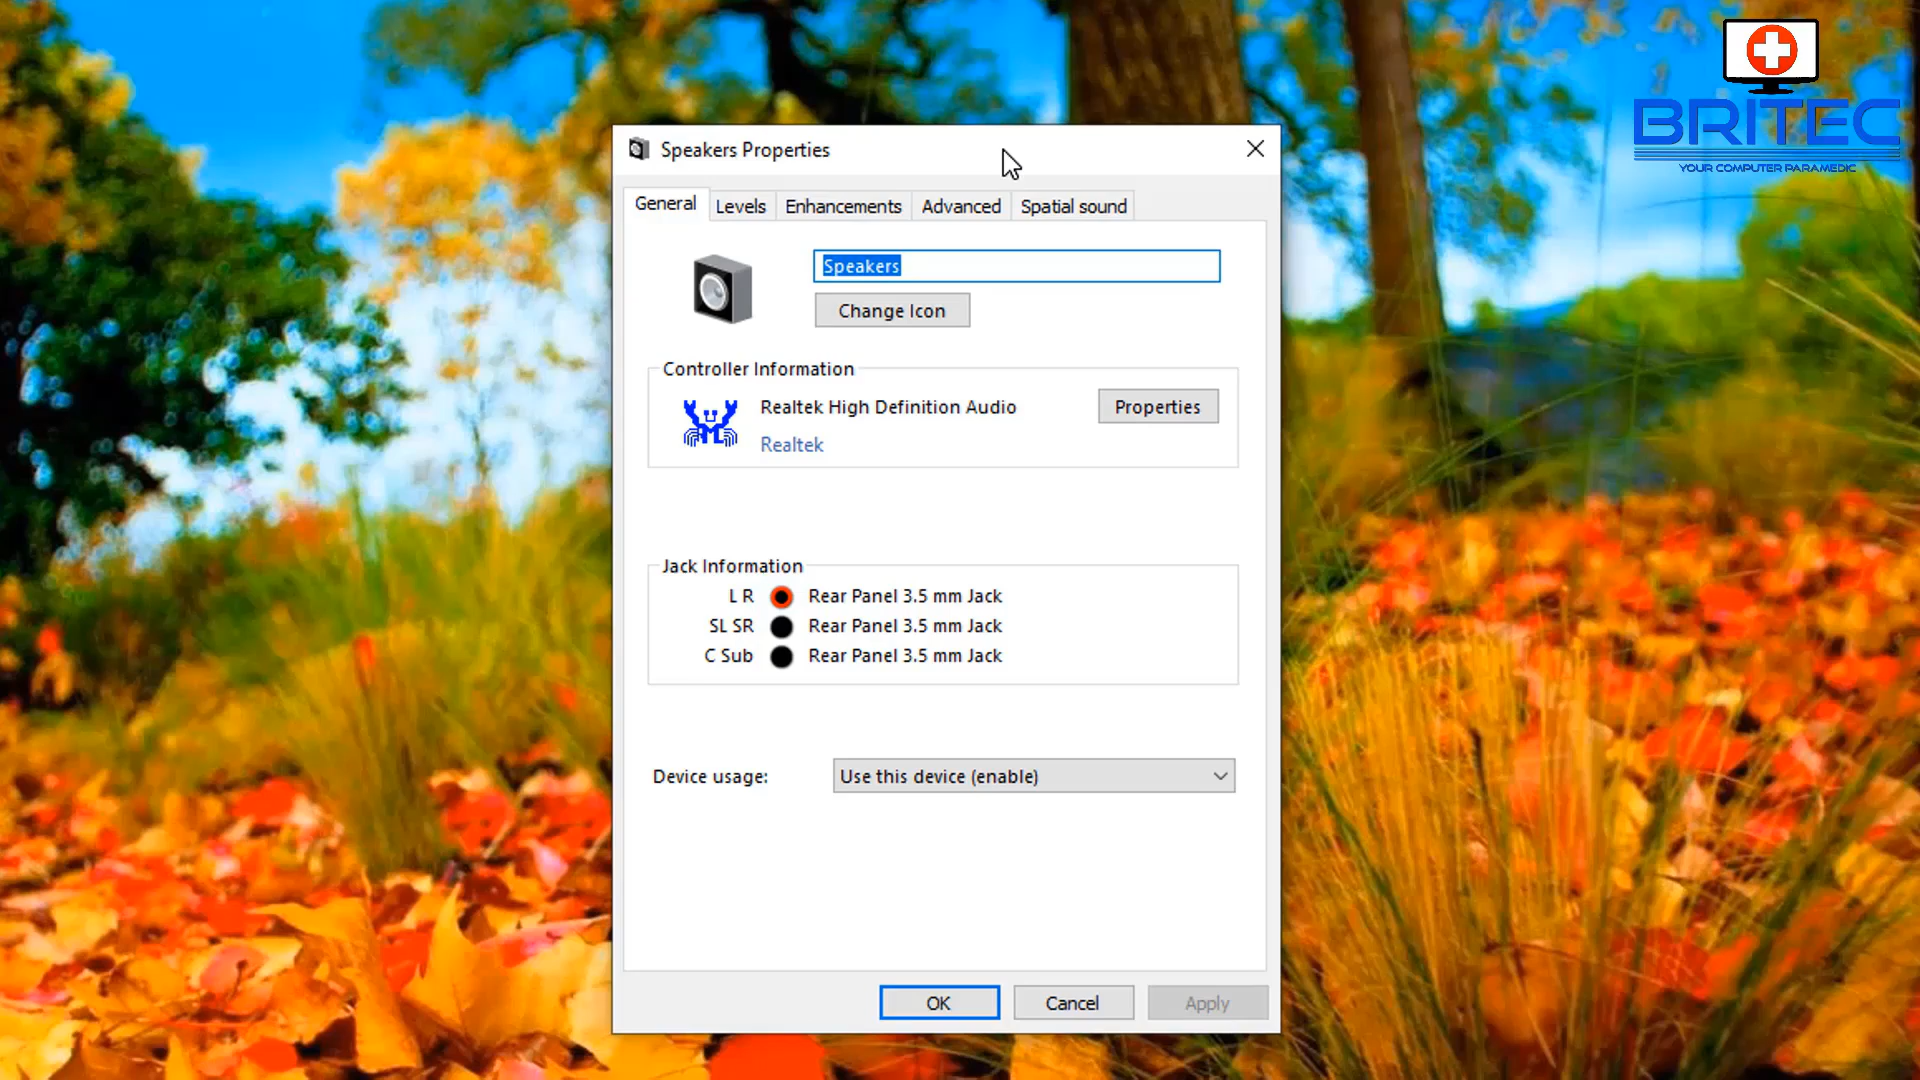 BRITEC
YOUR COMPUTER PARAMEDIC
Speakers Properties
General Levels Enhancements Advanced Spatial sound
Speakers
Change Icon
Controller Information
Realtek High Definition Audio
Properties
Realtek
Jack Information
L R Rear Panel 3.5 mm Jack
SL SR Rear Panel 3.5 mm Jack
C Sub Rear Panel 3.5 mm Jack
Device usage: Use this device (enable)
OK Cancel Apply